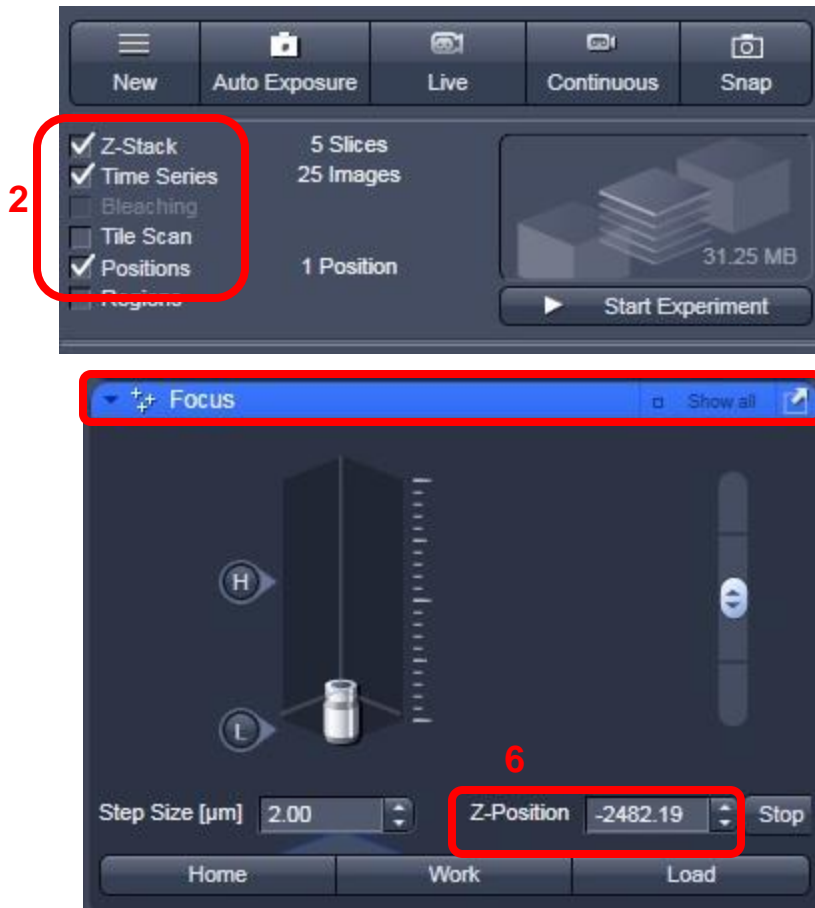 New Auto Exposure Live Continuous Snap
2
Z-Stack 5 Slices
Time Series 25 Images
Bleaching
Tile Scan
Positions 1 Position
Regions
31.25 MB
Start Experiment
Focus Show all
H
L
6
Step Size [µm] 2.00 Z-Position -2482.19 Stop
Home Work Load